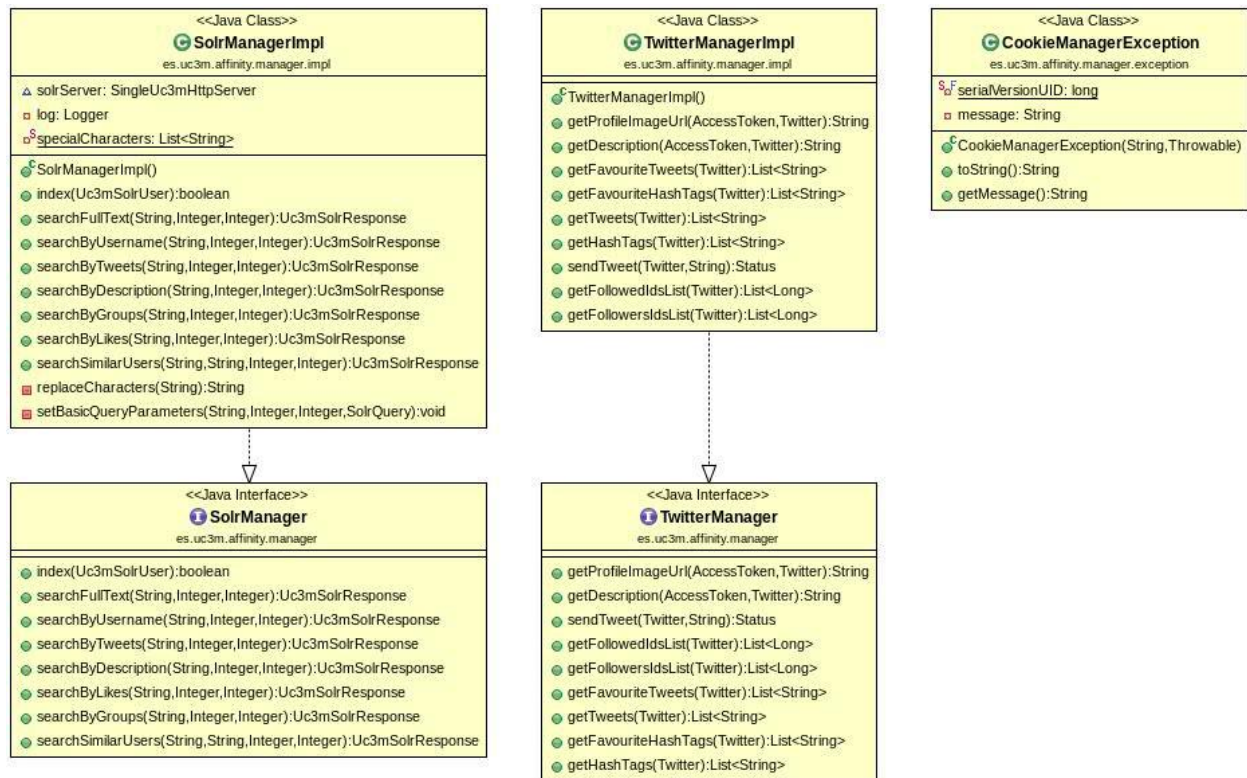 <<Java Class>>
SolrManagerImpl
es.uc3m.affinity.manager.impl
solrServer: SingleUc3mHttpServer
log: Logger
specialCharacters: List<String>
SolrManagerImpl()
index(Uc3mSolrUser):boolean
searchFullText(String,Integer,Integer):Uc3mSolrResponse
searchByUsername(String,Integer,Integer):Uc3mSolrResponse
searchByTweets(String,Integer,Integer):Uc3mSolrResponse
searchByDescription(String,Integer,Integer):Uc3mSolrResponse
searchByGroups(String,Integer,Integer):Uc3mSolrResponse
searchByLikes(String,Integer,Integer):Uc3mSolrResponse
searchSimilarUsers(String,String,Integer,Integer):Uc3mSolrResponse
replaceCharacters(String):String
setBasicQueryParameters(String,Integer,Integer,SolrQuery):void
<<Java Class>>
TwitterManagerImpl
es.uc3m.affinity.manager.impl
TwitterManagerImpl()
getProfileImageUrl(AccessToken,Twitter):String
getDescription(AccessToken,Twitter):String
getFavouriteTweets(Twitter):List<String>
getFavouriteHashTags(Twitter):List<String>
getTweets(Twitter):List<String>
getHashTags(Twitter):List<String>
sendTweet(Twitter,String):Status
getFollowedIdsList(Twitter):List<Long>
getFollowersIdsList(Twitter):List<Long>
<<Java Class>>
CookieManagerException
es.uc3m.affinity.manager.exception
serialVersionUID: long
message: String
CookieManagerException(String,Throwable)
toString():String
getMessage():String
<<Java Interface>>
SolrManager
es.uc3m.affinity.manager
index(Uc3mSolrUser):boolean
searchFullText(String,Integer,Integer):Uc3mSolrResponse
searchByUsername(String,Integer,Integer):Uc3mSolrResponse
searchByTweets(String,Integer,Integer):Uc3mSolrResponse
searchByDescription(String,Integer,Integer):Uc3mSolrResponse
searchByLikes(String,Integer,Integer):Uc3mSolrResponse
searchByGroups(String,Integer,Integer):Uc3mSolrResponse
searchSimilarUsers(String,String,Integer,Integer):Uc3mSolrResponse
<<Java Interface>>
TwitterManager
es.uc3m.affinity.manager
getProfileImageUrl(AccessToken,Twitter):String
getDescription(AccessToken,Twitter):String
sendTweet(Twitter,String):Status
getFollowedIdsList(Twitter):List<Long>
getFollowersIdsList(Twitter):List<Long>
getFavouriteTweets(Twitter):List<String>
getTweets(Twitter):List<String>
getFavouriteHashTags(Twitter):List<String>
getHashTags(Twitter):List<String>